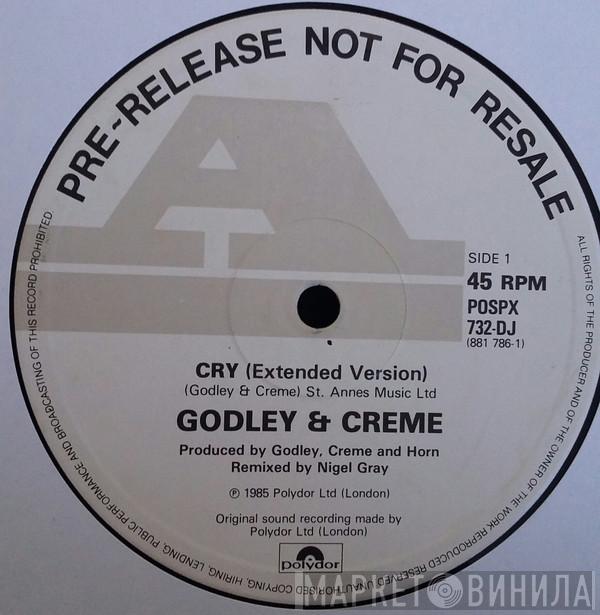 PRE-RELEASE NOT FOR RESALE
A
SIDE 1
45 RPM
POSPX
732-DJ
(881 786-1)
CRY (Extended Version)
(Godley & Creme) St. Annes Music Ltd
GODLEY & CREME
Produced by Godley, Creme and Horn
Remixed by Nigel Gray
℗ 1985 Polydor Ltd (London)
Original sound recording made by
Polydor Ltd (London)
polydor
ALL RIGHTS OF THE PRODUCER AND OF THE OWNER OF THE WORK REPRODUCED RESERVED. UNAUTHORISED COPYING, HIRING, LENDING, PUBLIC PERFORMANCE AND BROADCASTING OF THIS RECORD PROHIBITED.
МАРКЕТ ВИНИЛА